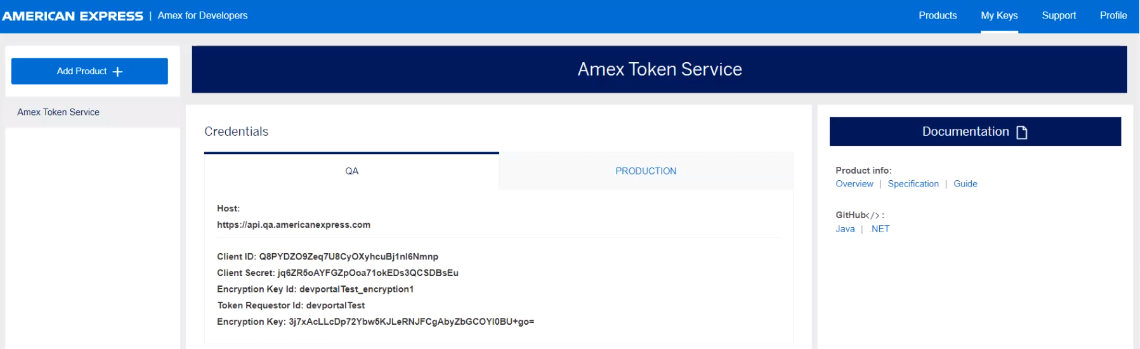 AMERICAN EXPRESS | Amex for Developers
Products
My Keys
Support
Profile
Add Product +
Amex Token Service
Amex Token Service
Credentials
QA
PRODUCTION
Host:
https://api.qa.americanexpress.com
Client ID: Q8PYDZO9Zeq7U8CyOXyhcuBj1nI6Nmnp
Client Secret: jq6ZR5oAYFGZpOoa71okEDs3QCSDBsEu
Encryption Key Id: devportalTest_encryption1
Token Requestor Id: devportalTest
Encryption Key: 3j7xAcLLcDp72Ybw5KJLeRNJFCgAbyZbGCOYI0BU+go=
Documentation
Product info:
Overview | Specification | Guide
GitHub</> :
Java | .NET